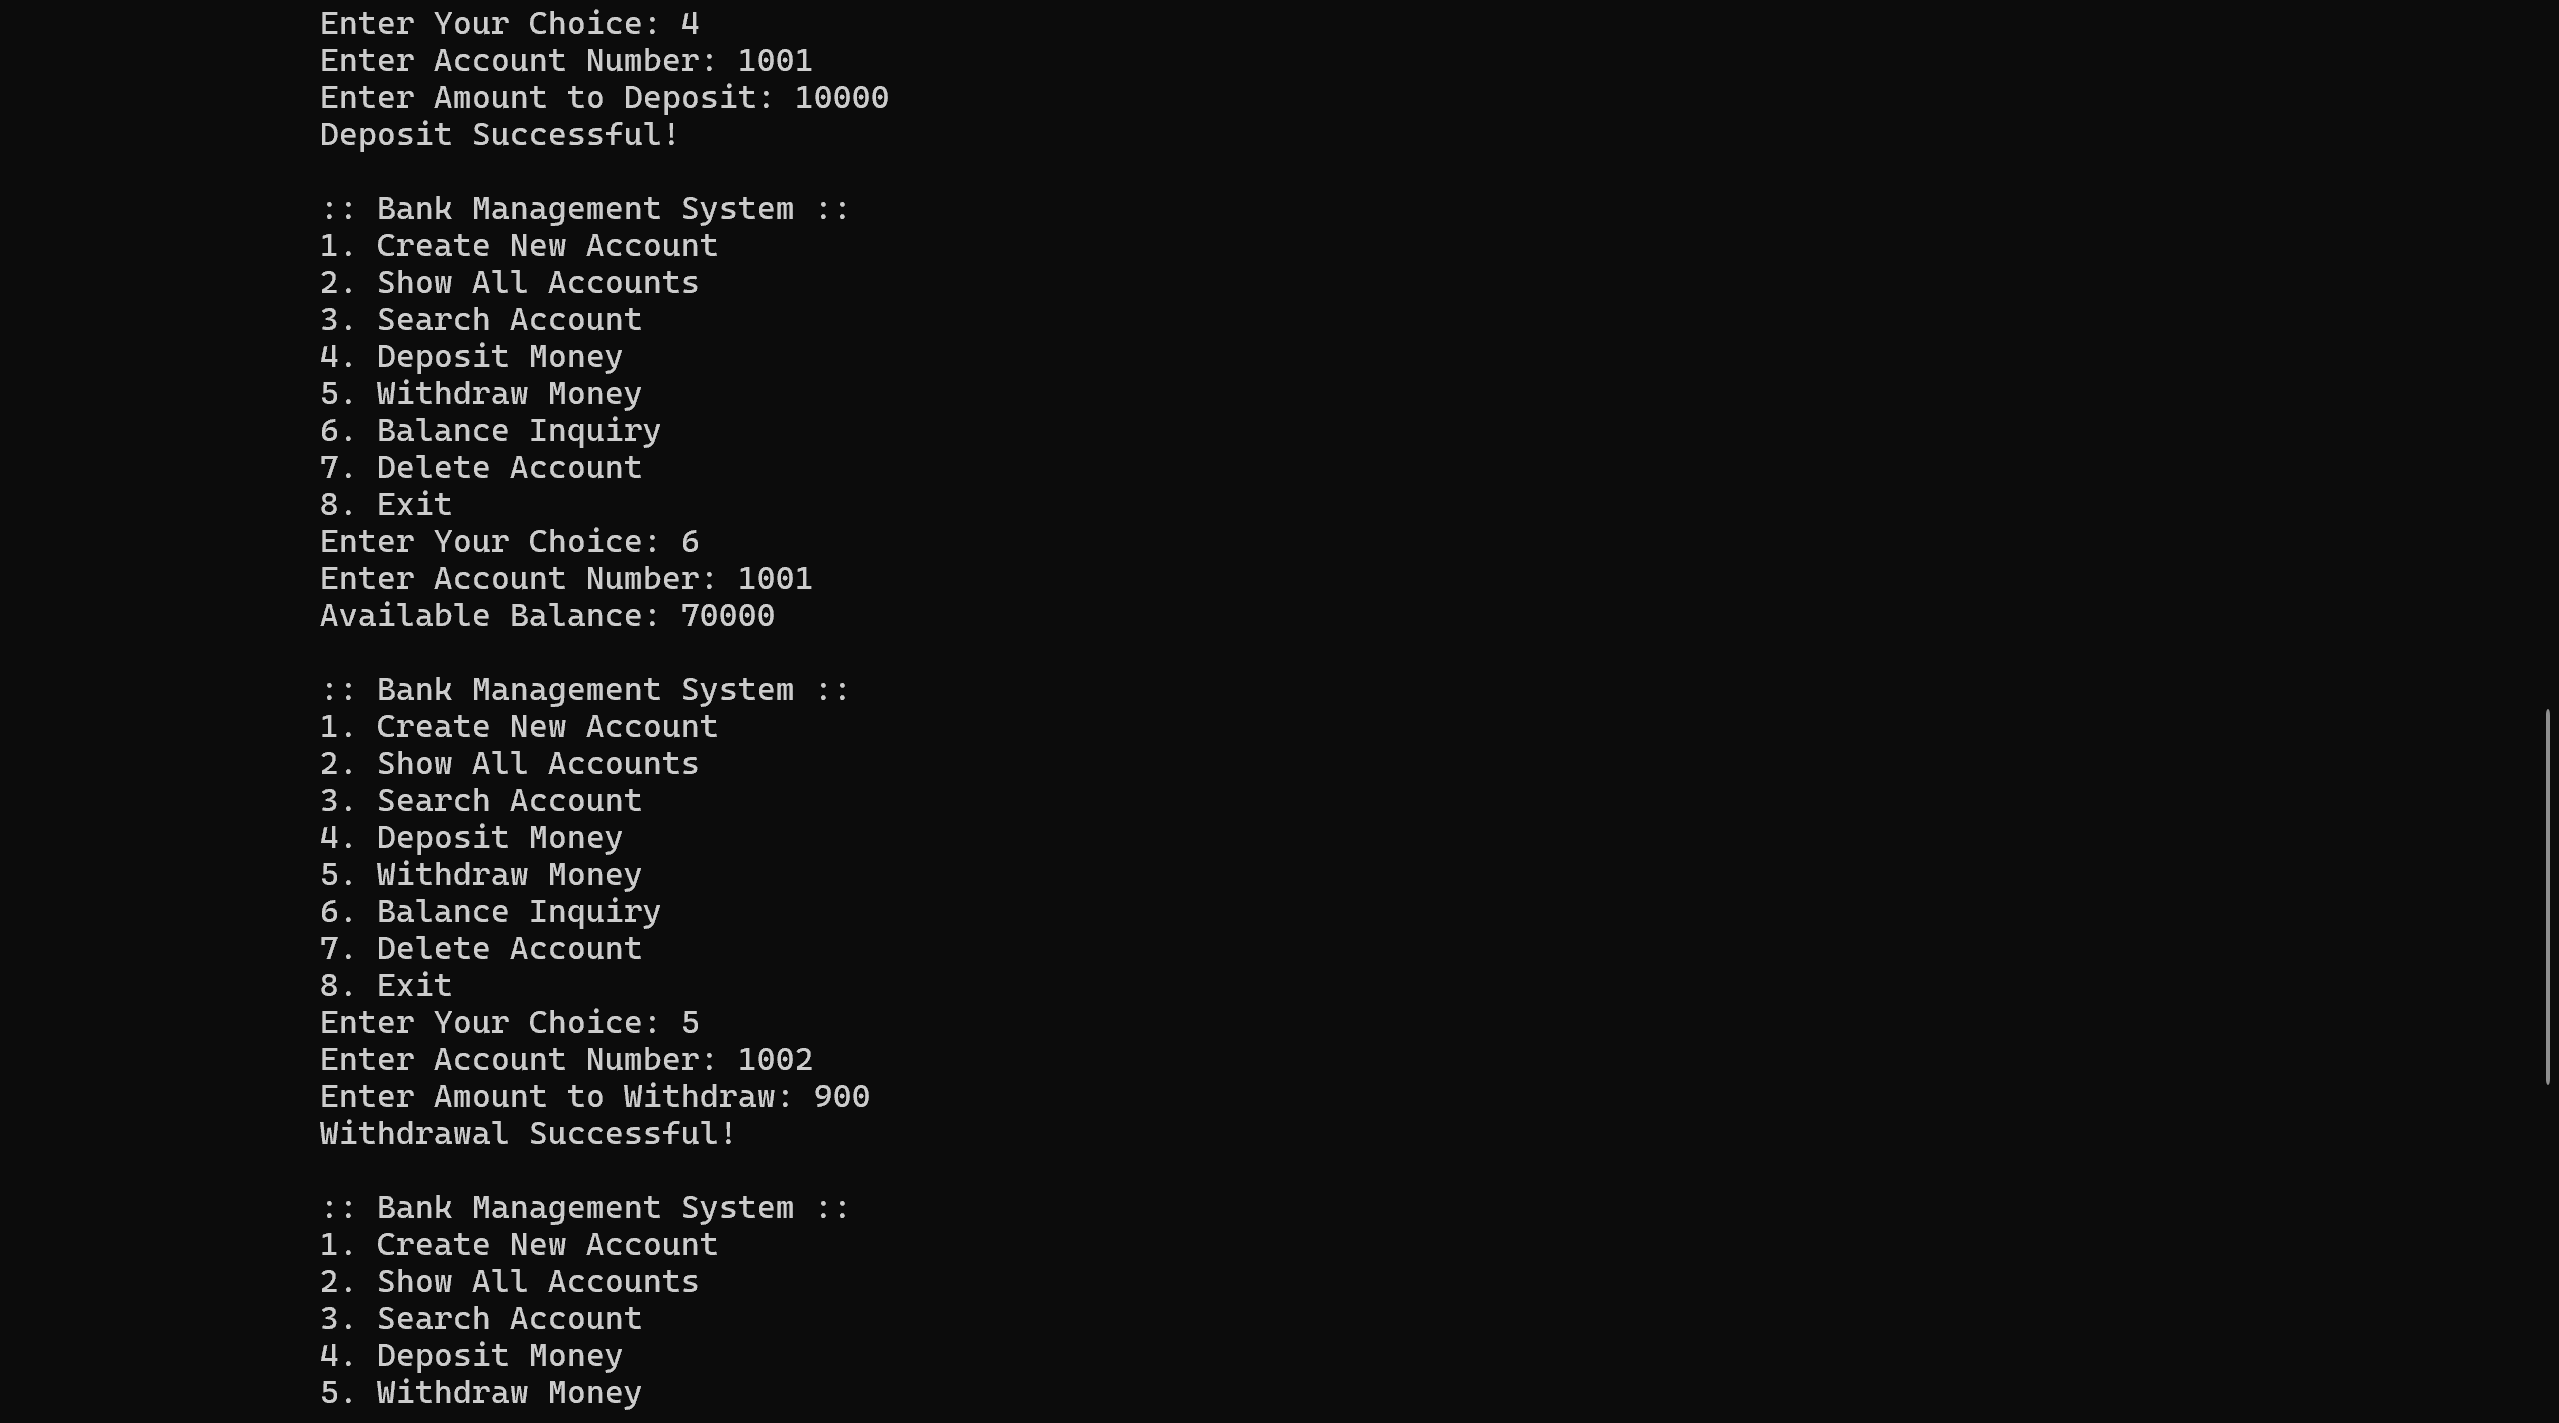 Enter Your Choice: 4
Enter Account Number: 1001
Enter Amount to Deposit: 10000
Deposit Successful!

:: Bank Management System ::
1. Create New Account
2. Show All Accounts
3. Search Account
4. Deposit Money
5. Withdraw Money
6. Balance Inquiry
7. Delete Account
8. Exit
Enter Your Choice: 6
Enter Account Number: 1001
Available Balance: 70000

:: Bank Management System ::
1. Create New Account
2. Show All Accounts
3. Search Account
4. Deposit Money
5. Withdraw Money
6. Balance Inquiry
7. Delete Account
8. Exit
Enter Your Choice: 5
Enter Account Number: 1002
Enter Amount to Withdraw: 900
Withdrawal Successful!

:: Bank Management System ::
1. Create New Account
2. Show All Accounts
3. Search Account
4. Deposit Money
5. Withdraw Money